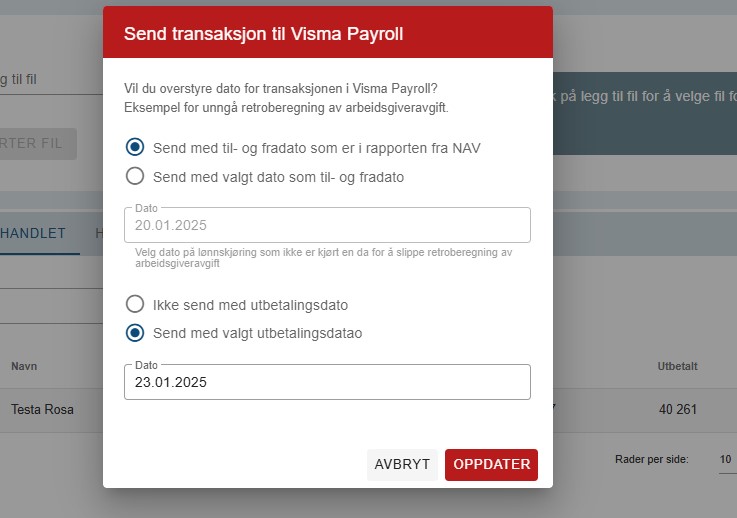 Send transaksjon til Visma Payroll
g til fil
Vil du overstyre dato for transaksjonen i Visma Payroll?
Eksempel for unngå retroberegning av arbeidsgiveravgift.
på legg til fil for å velge fil
RTER FIL
Send med til- og fradato som er i rapporten fra NAV
Send med valgt dato som til- og fradato
Dato
20.01.2025
HANDLET
Velg dato på lønnskjøring som ikke er kjørt en da for å slippe retroberegning av
arbeidsgiveravgift
Ikke send med utbetalingsdato
Send med valgt utbetalingsdatao
Navn
Dato
Utbetalt
23.01.2025
Testa Rosa
40 261
AVBRYT
OPPDATER
Rader per side:
10